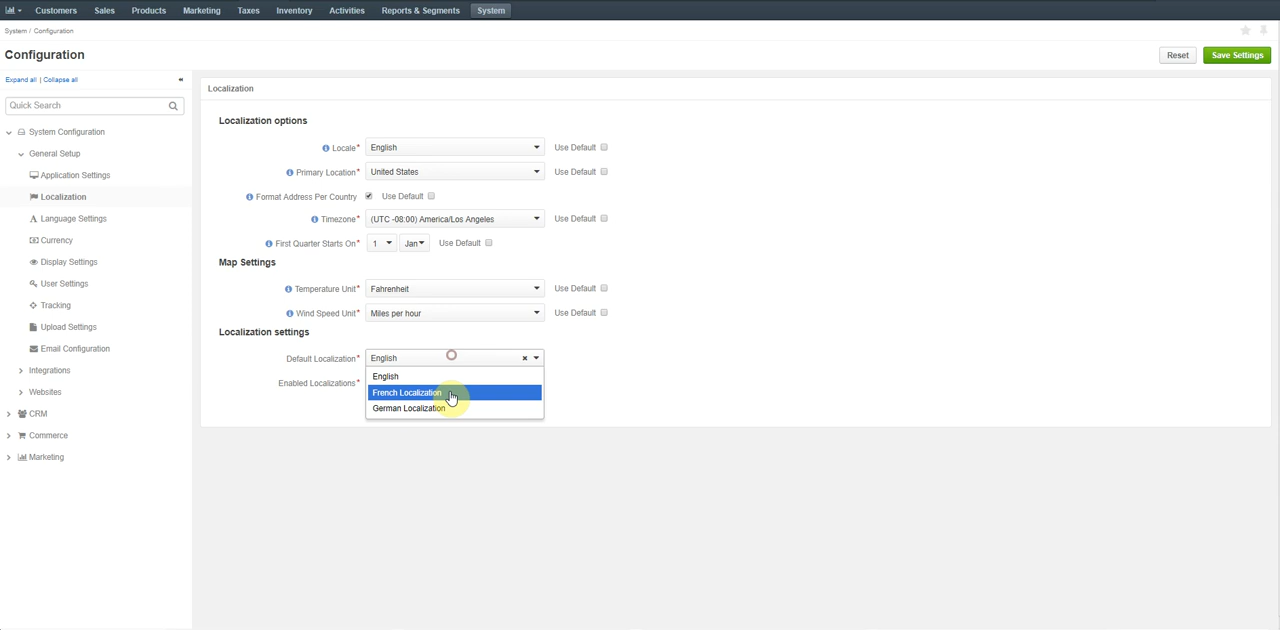 Customers Sales Products Marketing Taxes Inventory Activities Reports & Segments System
System / Configuration
Configuration
Reset Save Settings
Expand all | Collapse all
Quick Search
System Configuration
General Setup
Application Settings
Localization
Language Settings
Currency
Display Settings
User Settings
Tracking
Upload Settings
Email Configuration
Integrations
Websites
CRM
Commerce
Marketing
Localization
Localization options
Locale* English Use Default
Primary Location* United States Use Default
Format Address Per Country Use Default
Timezone* (UTC -08:00) America/Los Angeles Use Default
First Quarter Starts On* 1 Jan Use Default
Map Settings
Temperature Unit* Fahrenheit Use Default
Wind Speed Unit* Miles per hour Use Default
Localization settings
Default Localization* English
Enabled Localizations*
English
French Localization
German Localization